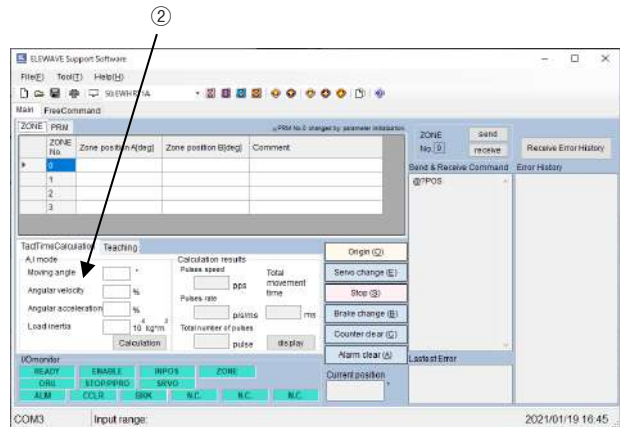 ②
ELEWAVE Support Software
File(F) Tool(T) Help(H)
Main FreeCommand
ZONE PRM
ZONE No. Zone position A[deg] Zone position B[deg] Comment
0
1
2
3
ZONE No. 0 send receive
Receive Error History
Send & Receive Command Error History
@?POS
TactTimeCalculation Teaching
A,I mode
Moving angle °
Angular velocity %
Angular acceleration %
Load inertia 10 kg*m
Calculation
Calculation results
Pulses speed pps
Pulses rate pls/ms
Total number of pulses pulse
Total movement time ms
display
Origin (O)
Servo change (E)
Stop (S)
Brake change (B)
Counter clear (C)
Alarm clear (A)
Current position °
Lastest Error
I/Omonitor
READY ENABLE INPOS ZONE
ORG STOP/PPRO SRVO
ALM CCLR BRK N.C. N.C. N.C.
COM3 Input range: 2021/01/19 16:45